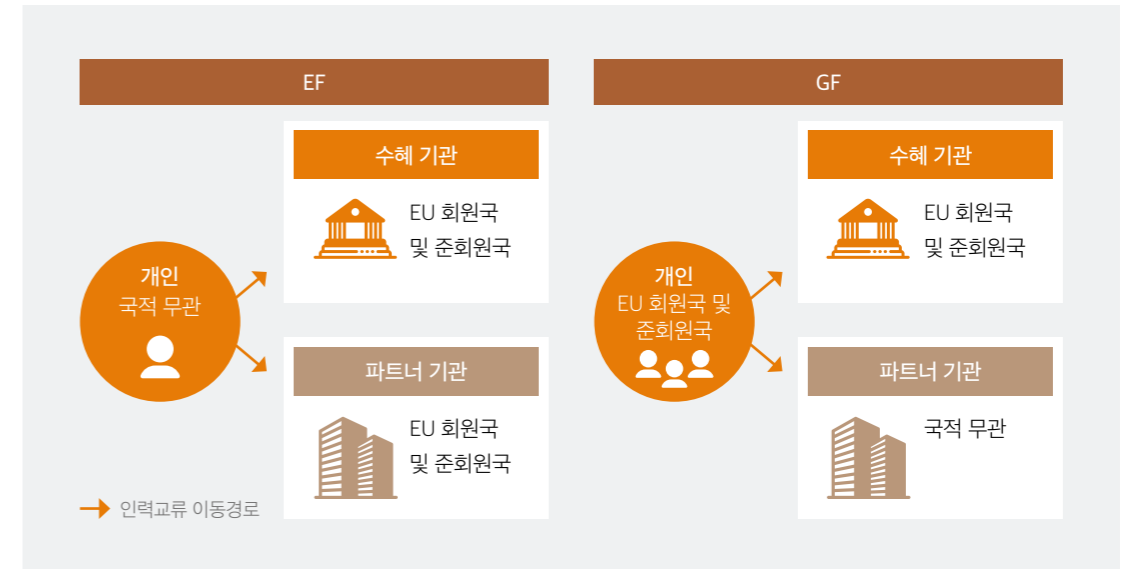 EF
수혜 기관
EU 회원국
및 준회원국
개인
국적 무관
파트너 기관
EU 회원국
및 준회원국
인력교류 이동경로
GF
수혜 기관
EU 회원국
및 준회원국
개인
EU 회원국 및
준회원국
파트너 기관
국적 무관